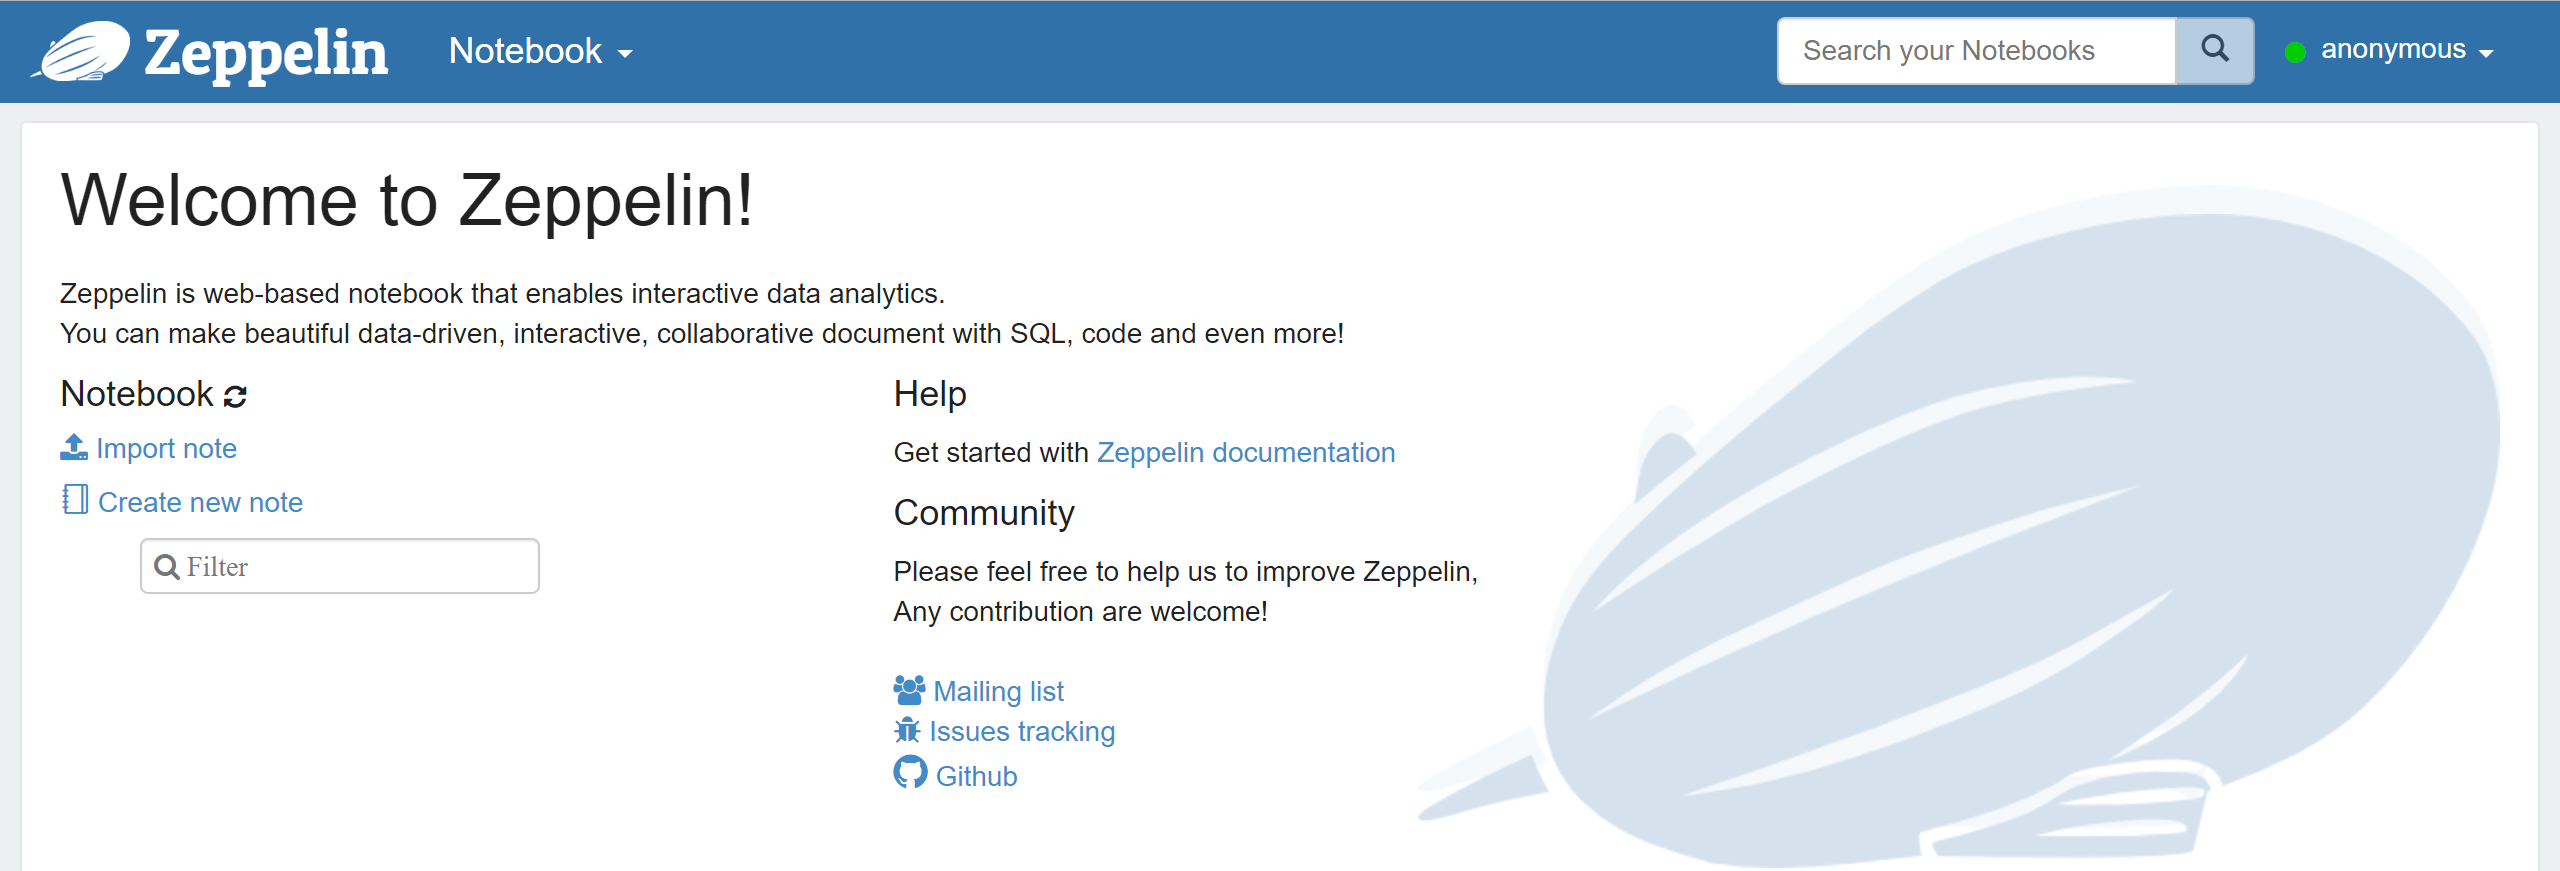 Zeppelin
Notebook
Search your Notebooks
anonymous
Welcome to Zeppelin!
Zeppelin is web-based notebook that enables interactive data analytics.
You can make beautiful data-driven, interactive, collaborative document with SQL, code and even more!
Notebook
Import note
Create new note
Filter
Help
Get started with Zeppelin documentation
Community
Please feel free to help us to improve Zeppelin,
Any contribution are welcome!
Mailing list
Issues tracking
Github